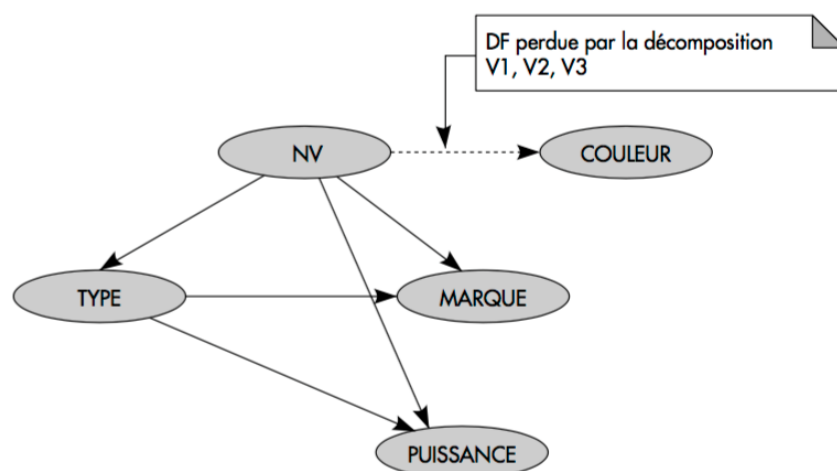 DF perdue par la décomposition
V1, V2, V3
NV
COULEUR
TYPE
MARQUE
PUISSANCE